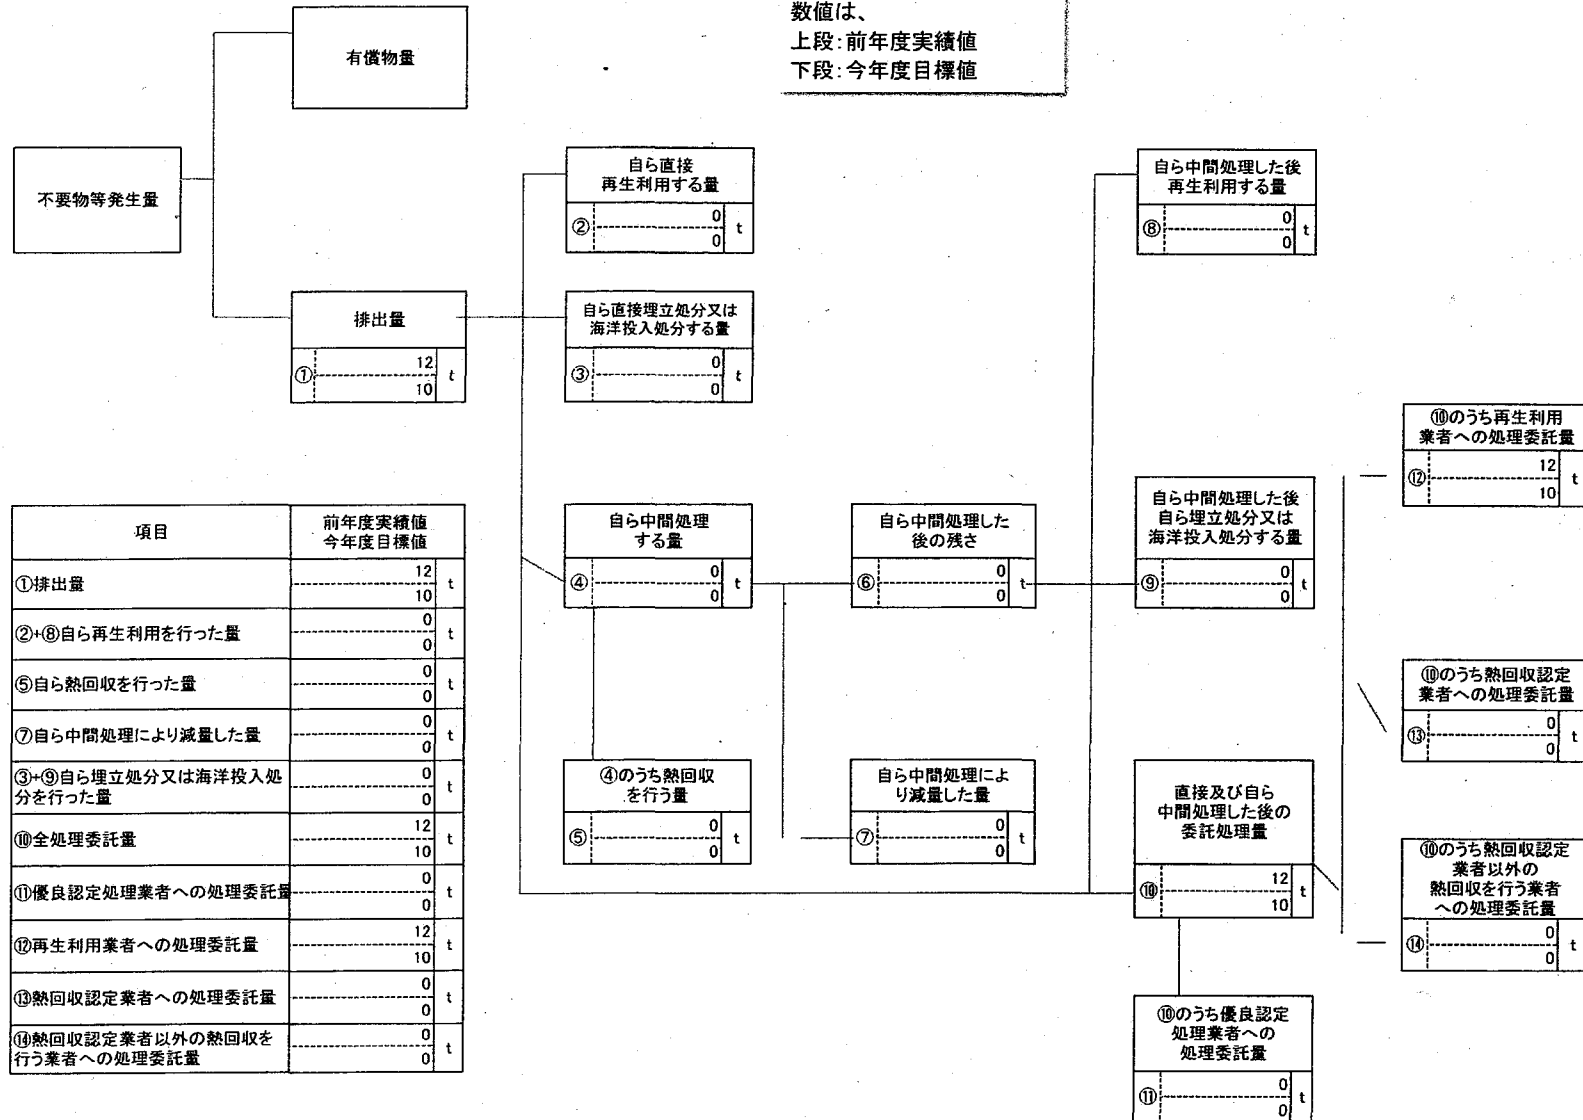 数値は、
上段:前年度実績値
下段:今年度目標値
有償物量
不要物等発生量
排出量
①
12
10
t
自ら直接
再生利用する量
②
0
0
t
自ら直接埋立処分又は
海洋投入処分する量
③
0
0
t
自ら中間処理した後
再生利用する量
⑧
0
0
t
自ら中間処理
する量
④
0
0
t
自ら中間処理した
後の残さ
⑥
0
0
t
自ら中間処理した後
自ら埋立処分又は
海洋投入処分する量
⑨
0
0
t
⑩のうち再生利用
業者への処理委託量
⑫
12
10
t
⑩のうち熱回収認定
業者への処理委託量
⑬
0
0
t
④のうち熱回収
を行う量
⑤
0
0
t
自ら中間処理によ
り減量した量
⑦
0
0
t
直接及び自ら
中間処理した後の
委託処理量
⑩
12
10
t
⑩のうち熱回収認定
業者以外の
熱回収を行う業者
への処理委託量
⑭
0
0
t
⑩のうち優良認定
処理業者への
処理委託量
⑪
0
0
t
項目
前年度実績値
今年度目標値
①排出量
12
10
t
②+⑧自ら再生利用を行った量
0
0
t
⑤自ら熱回収を行った量
0
0
t
⑦自ら中間処理により減量した量
0
0
t
③+⑨自ら埋立処分又は海洋投入処
分を行った量
0
0
t
⑩全処理委託量
12
10
t
⑪優良認定処理業者への処理委託量
0
0
t
⑫再生利用業者への処理委託量
12
10
t
⑬熱回収認定業者への処理委託量
0
0
t
⑭熱回収認定業者以外の熱回収を
行う業者への処理委託量
0
0
t